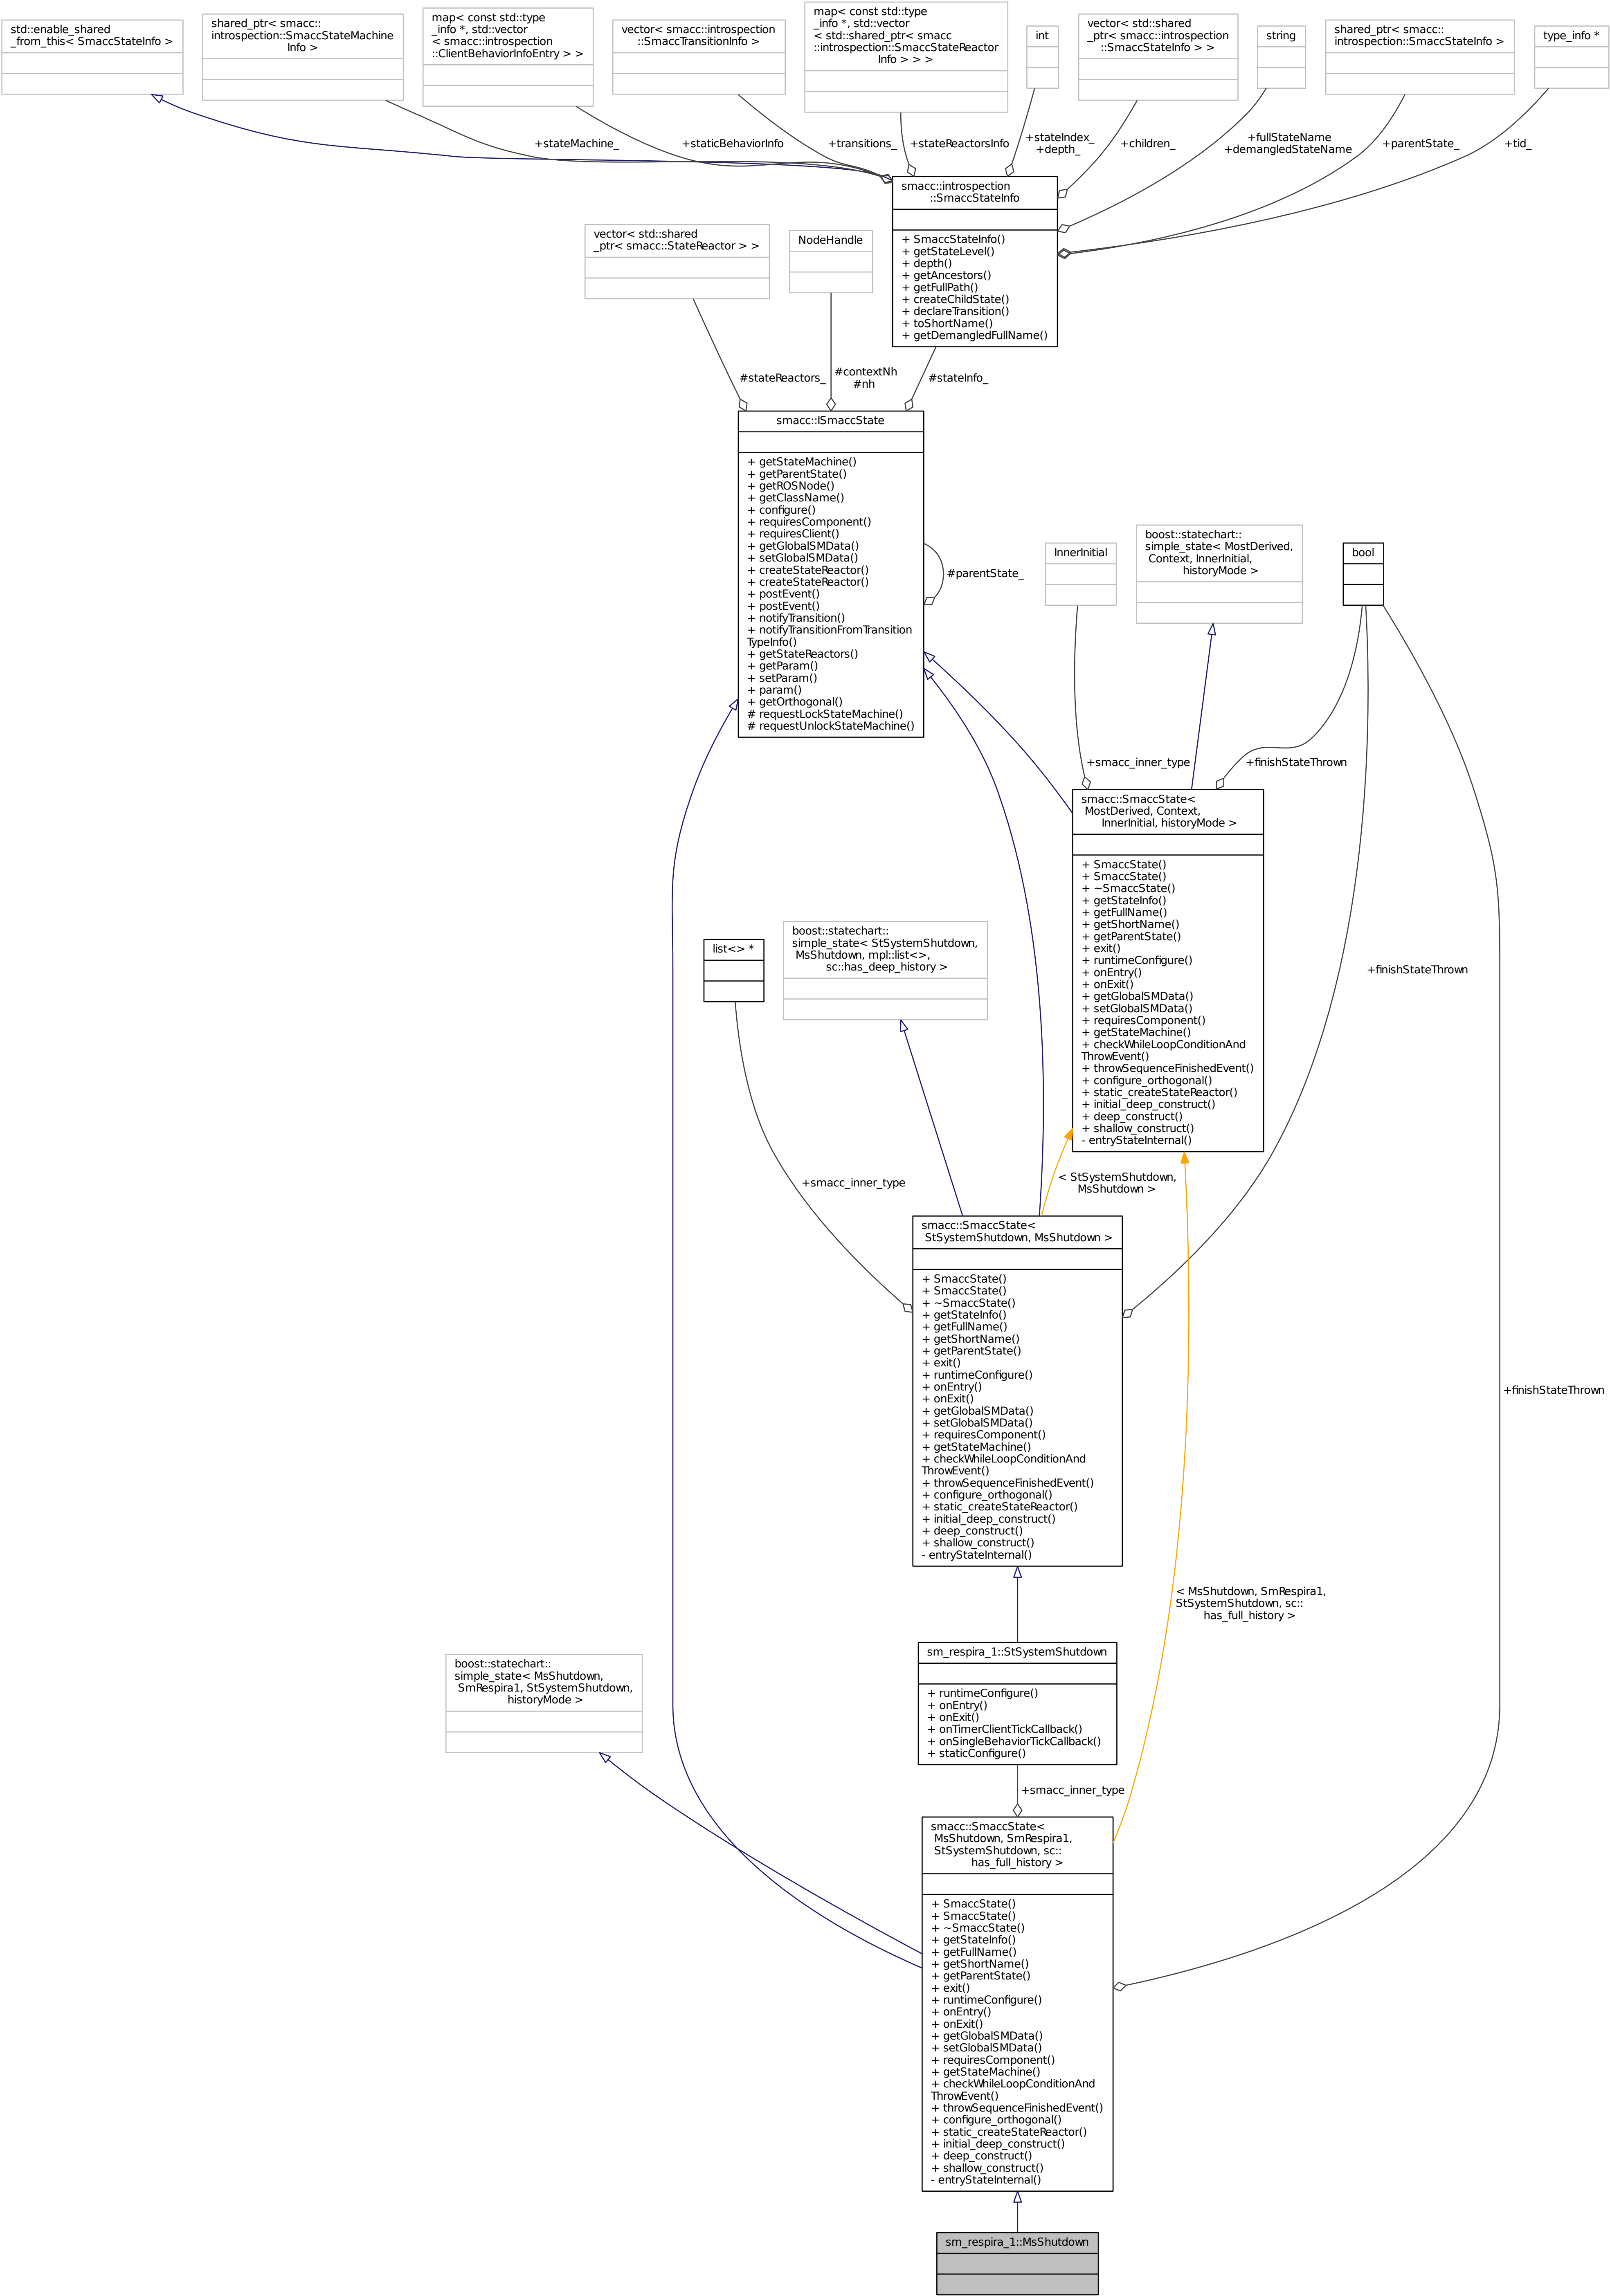 std::enable_shared
_from_this< SmaccStateInfo >
shared_ptr< smacc::
introspection::SmaccStateMachine
Info >
map< const std::type
_info *, std::vector
< smacc::introspection
::ClientBehaviorInfoEntry > >
vector< smacc::introspection
::SmaccTransitionInfo >
map< const std::type
_info *, std::vector
< std::shared_ptr< smacc
::introspection::SmaccStateReactor
Info > > >
int
vector< std::shared
_ptr< smacc::introspection
::SmaccStateInfo > >
string
shared_ptr< smacc::
introspection::SmaccStateInfo >
type_info *
+stateMachine_
+staticBehaviorInfo
+transitions_
+stateReactorsInfo
+stateIndex_
+depth_
+children_
+fullStateName
+demangledStateName
+parentState_
+tid_
smacc::introspection
::SmaccStateInfo
+ SmaccStateInfo()
+ getStateLevel()
+ depth()
+ getAncestors()
+ getFullPath()
+ createChildState()
+ declareTransition()
+ toShortName()
+ getDemangledFullName()
vector< std::shared
_ptr< smacc::StateReactor > >
NodeHandle
#stateReactors_
#contextNh
#nh
#stateInfo_
smacc::ISmaccState
+ getStateMachine()
+ getParentState()
+ getROSNode()
+ getClassName()
+ configure()
+ requiresComponent()
+ requiresClient()
+ getGlobalSMData()
+ setGlobalSMData()
+ createStateReactor()
+ createStateReactor()
+ postEvent()
+ postEvent()
+ notifyTransition()
+ notifyTransitionFromTransition
TypeInfo()
+ getStateReactors()
+ getParam()
+ setParam()
+ param()
+ getOrthogonal()
# requestLockStateMachine()
# requestUnlockStateMachine()
#parentState_
InnerInitial
boost::statechart::
simple_state< MostDerived,
Context, InnerInitial,
historyMode >
bool
+smacc_inner_type
+finishStateThrown
smacc::SmaccState<
MostDerived, Context,
InnerInitial, historyMode >
+ SmaccState()
+ SmaccState()
+ ~SmaccState()
+ getStateInfo()
+ getFullName()
+ getShortName()
+ getParentState()
+ exit()
+ runtimeConfigure()
+ onEntry()
+ onExit()
+ getGlobalSMData()
+ setGlobalSMData()
+ requiresComponent()
+ getStateMachine()
+ checkWhileLoopConditionAnd
ThrowEvent()
+ throwSequenceFinishedEvent()
+ configure_orthogonal()
+ static_createStateReactor()
+ initial_deep_construct()
+ deep_construct()
+ shallow_construct()
- entryStateInternal()
list<> *
boost::statechart::
simple_state< StSystemShutdown,
MsShutdown, mpl::list<>,
sc::has_deep_history >
+finishStateThrown
+smacc_inner_type
< StSystemShutdown,
MsShutdown >
smacc::SmaccState<
StSystemShutdown, MsShutdown >
+ SmaccState()
+ SmaccState()
+ ~SmaccState()
+ getStateInfo()
+ getFullName()
+ getShortName()
+ getParentState()
+ exit()
+ runtimeConfigure()
+ onEntry()
+ onExit()
+ getGlobalSMData()
+ setGlobalSMData()
+ requiresComponent()
+ getStateMachine()
+ checkWhileLoopConditionAnd
ThrowEvent()
+ throwSequenceFinishedEvent()
+ configure_orthogonal()
+ static_createStateReactor()
+ initial_deep_construct()
+ deep_construct()
+ shallow_construct()
- entryStateInternal()
+finishStateThrown
< MsShutdown, SmRespira1,
StSystemShutdown, sc::
has_full_history >
sm_respira_1::StSystemShutdown
+ runtimeConfigure()
+ onEntry()
+ onExit()
+ onTimerClientTickCallback()
+ onSingleBehaviorTickCallback()
+ staticConfigure()
boost::statechart::
simple_state< MsShutdown,
SmRespira1, StSystemShutdown,
historyMode >
+smacc_inner_type
smacc::SmaccState<
MsShutdown, SmRespira1,
StSystemShutdown, sc::
has_full_history >
+ SmaccState()
+ SmaccState()
+ ~SmaccState()
+ getStateInfo()
+ getFullName()
+ getShortName()
+ getParentState()
+ exit()
+ runtimeConfigure()
+ onEntry()
+ onExit()
+ getGlobalSMData()
+ setGlobalSMData()
+ requiresComponent()
+ getStateMachine()
+ checkWhileLoopConditionAnd
ThrowEvent()
+ throwSequenceFinishedEvent()
+ configure_orthogonal()
+ static_createStateReactor()
+ initial_deep_construct()
+ deep_construct()
+ shallow_construct()
- entryStateInternal()
sm_respira_1::MsShutdown